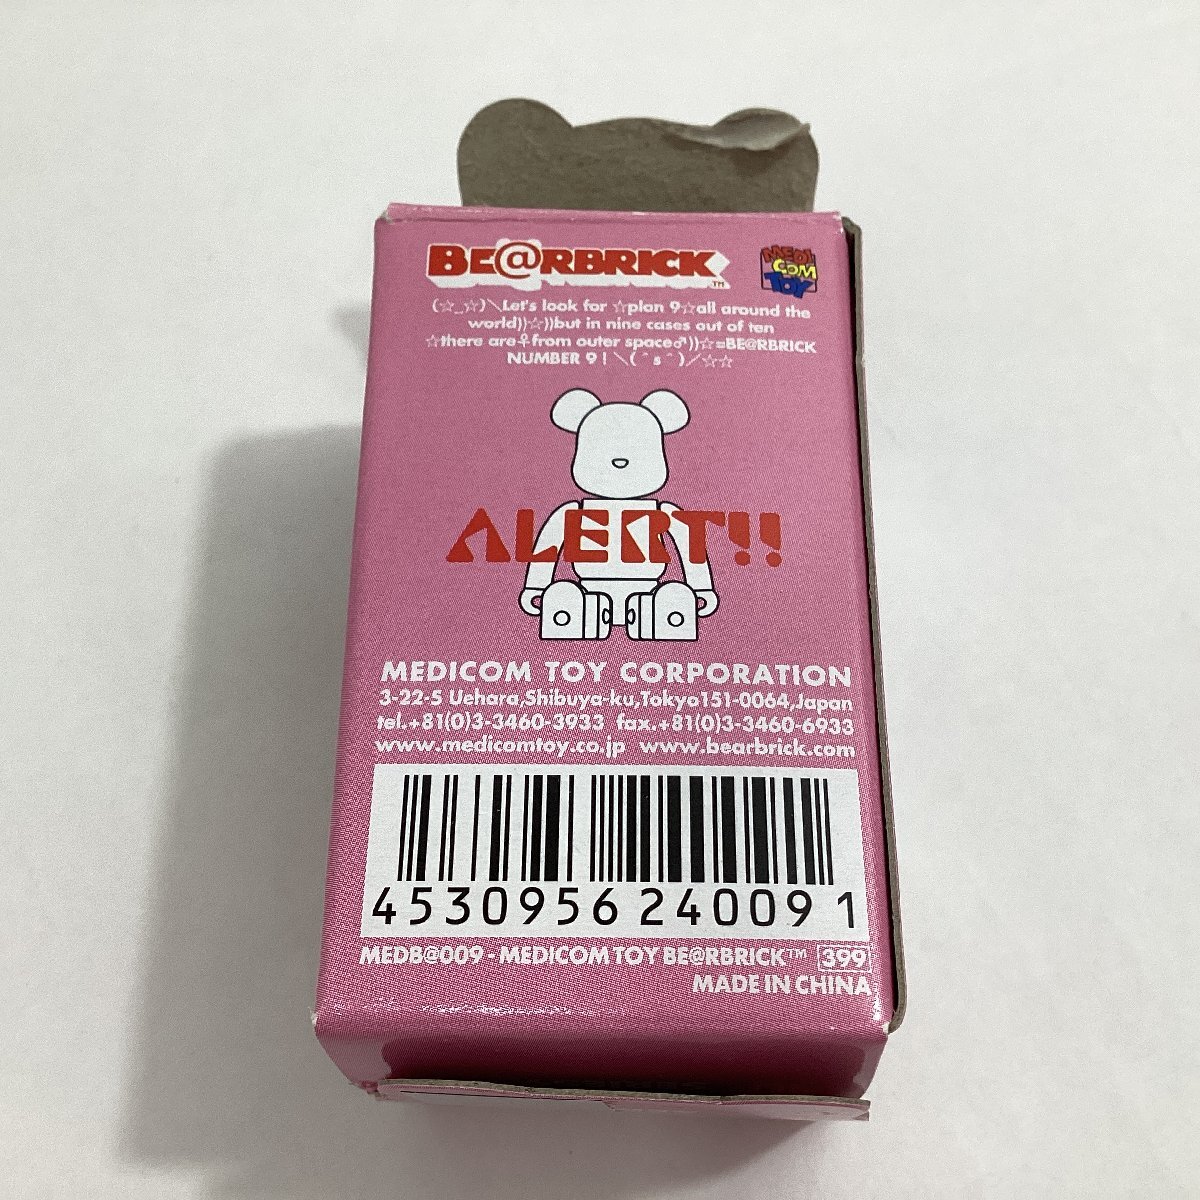 BE@RBRICK TM
MEDI COM TOY
(☆_☆)＼Let's look for ☆plan 9☆all around the
world))☆))but in nine cases out of ten
☆there are♀from outer space♂))☆=BE@RBRICK
NUMBER 9！＼(＾s＾)／☆☆
ALERT!!
MEDICOM TOY CORPORATION
3-22-5 Uehara,Shibuya-ku,Tokyo151-0064,Japan
tel.+81(0)3-3460-3933 fax.+81(0)3-3460-6933
www.medicomtoy.co.jp www.bearbrick.com
4530956240091
MEDB@009-MEDICOM TOY BE@RBRICK™ 399
MADE IN CHINA